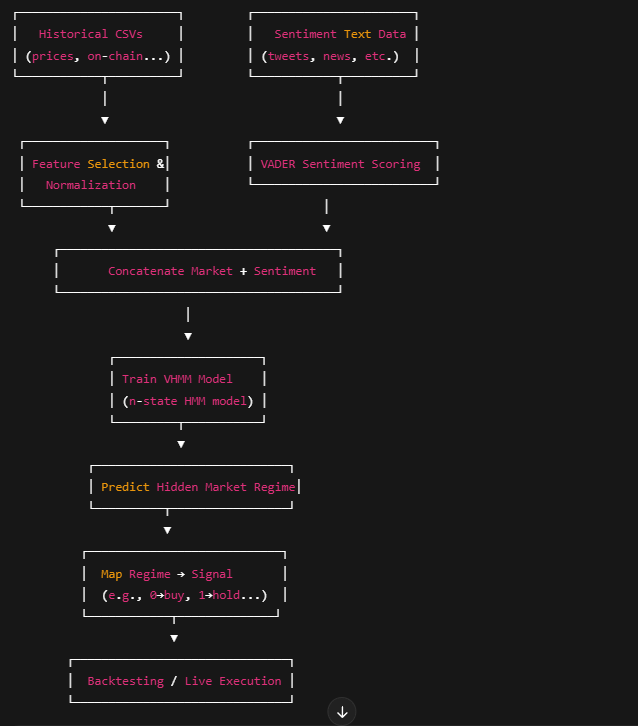 Historical CSVs
(prices, on-chain...)
Sentiment Text Data
(tweets, news, etc.)
Feature Selection &
Normalization
VADER Sentiment Scoring
Concatenate Market + Sentiment
Train VHMM Model
(n-state HMM model)
Predict Hidden Market Regime
Map Regime → Signal
(e.g., 0→buy, 1→hold...)
Backtesting / Live Execution